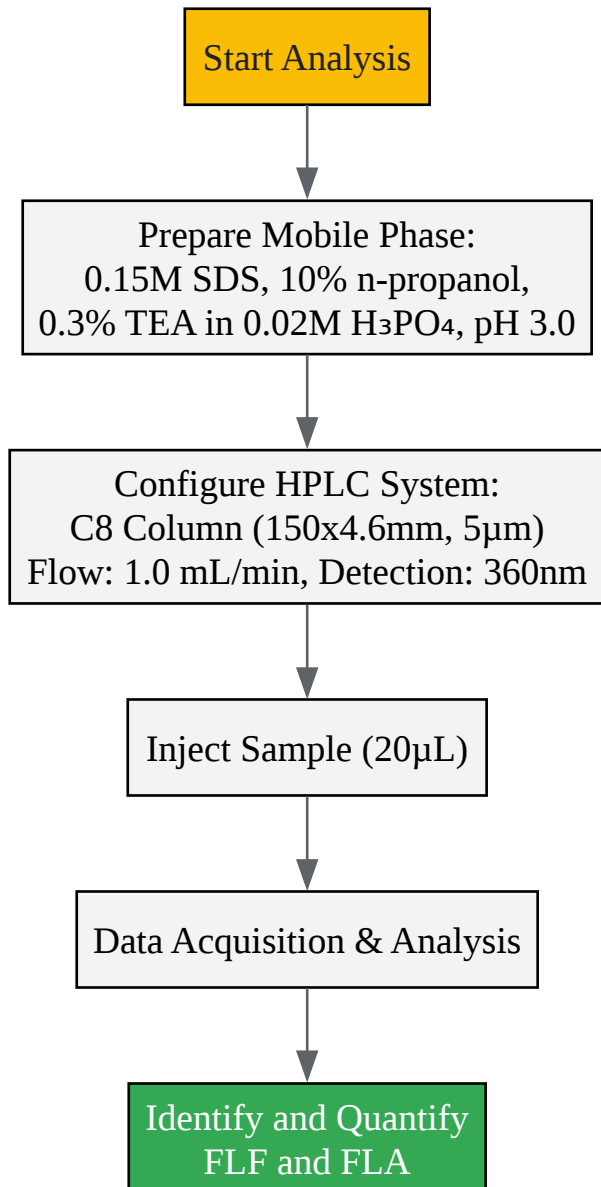 Start Analysis
Prepare Mobile Phase:
0.15M SDS, 10% n-propanol,
0.3% TEA in 0.02M H₃PO₄, pH 3.0
Configure HPLC System:
C8 Column (150x4.6mm, 5µm)
Flow: 1.0 mL/min, Detection: 360nm
Inject Sample (20µL)
Data Acquisition & Analysis
Identify and Quantify
FLF and FLA